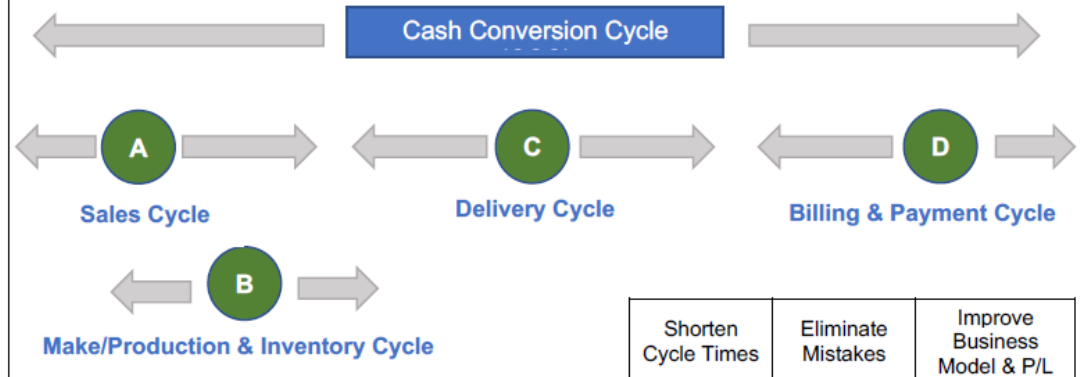 Cash Conversion Cycle
A
C
D
Sales Cycle
Delivery Cycle
Billing & Payment Cycle
B
Make/Production & Inventory Cycle
Shorten
Cycle Times
Eliminate
Mistakes
Improve
Business
Model & P/L